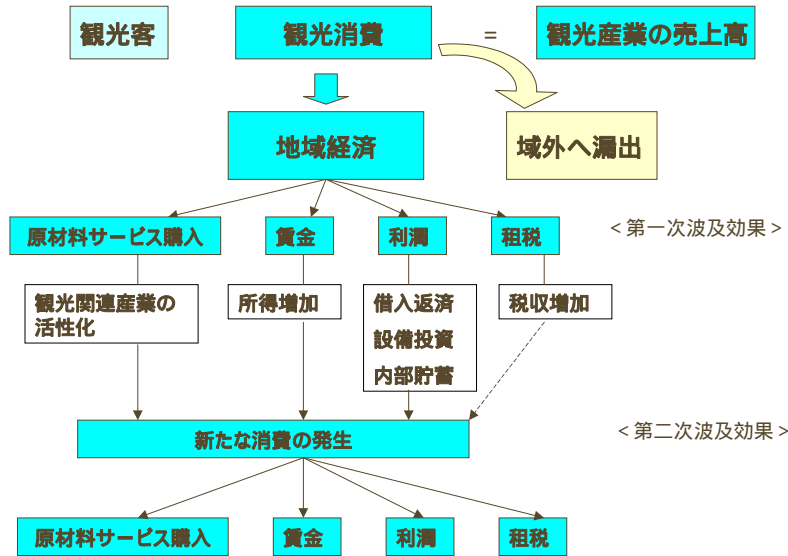 観光客
観光消費
=
観光産業の売上高
地域経済
域外へ漏出
原材料サービス購入
賃金
利潤
租税
<第一次波及効果>
観光関連産業の
活性化
所得増加
借入返済
設備投資
内部貯蓄
税収増加
新たな消費の発生
<第二次波及効果>
原材料サービス購入
賃金
利潤
租税